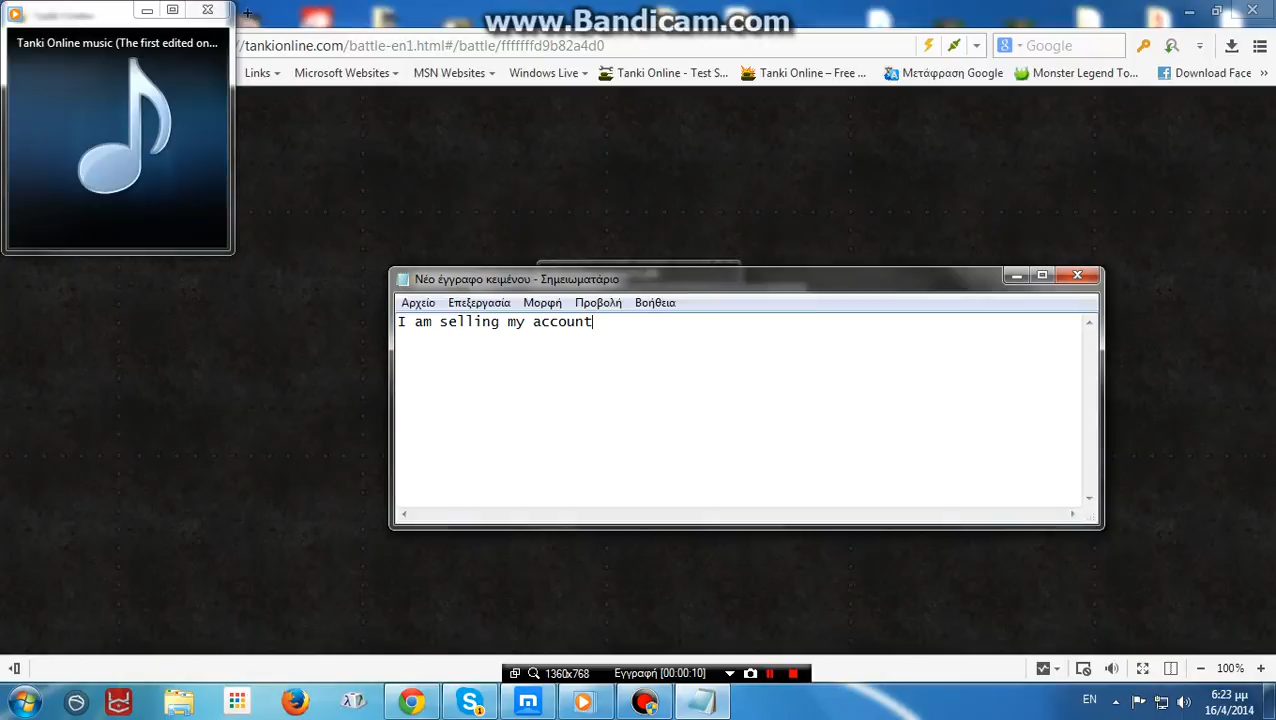 www.Bandicam.com
Tanki Online music (The first edited on...
//tankionline.com/battle-en1.html#/battle/fffffffd9b82a4d0
Google
Links
Microsoft Websites
MSN Websites
Windows Live
Tanki Online - Test S...
Tanki Online – Free ...
Μετάφραση Google
Monster Legend To...
Download Face
Νέο έγγραφο κειμένου - Σημειωματάριο
Αρχείο Επεξεργασία Μορφή Προβολή Βοήθεια
I am selling my account
1360x768 Εγγραφή [00:00:10]
100%
EN
6:23 μμ
16/4/2014